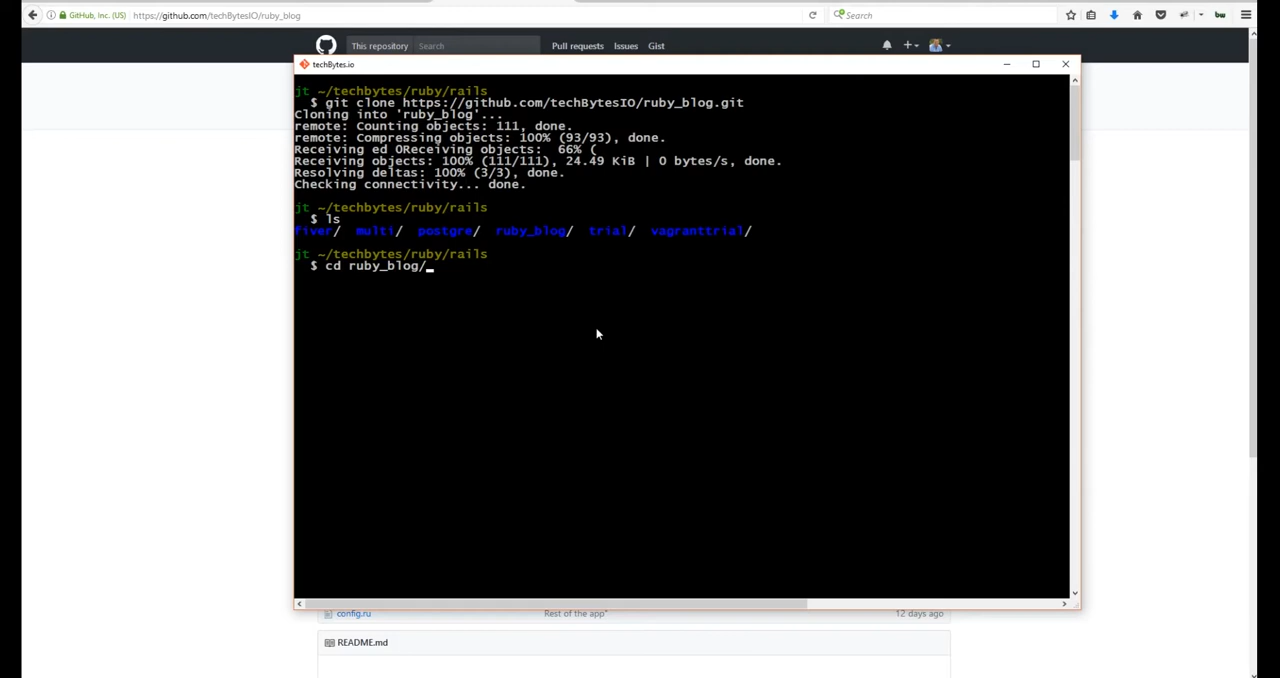 GitHub, Inc. (US) https://github.com/techBytesIO/ruby_blog Search
This repository Search Pull requests Issues Gist
techBytes.io
jt ~/techbytes/ruby/rails
$ git clone https://github.com/techBytesIO/ruby_blog.git
Cloning into 'ruby_blog'...
remote: Counting objects: 111, done.
remote: Compressing objects: 100% (93/93), done.
Receiving ed OReceiving objects:  66% (
Receiving objects: 100% (111/111), 24.49 KiB | 0 bytes/s, done.
Resolving deltas: 100% (3/3), done.
Checking connectivity... done.
jt ~/techbytes/ruby/rails
$ ls
fiver/ multi/ postgre/ ruby_blog/ trial/ vagranttrial/
jt ~/techbytes/ruby/rails
$ cd ruby_blog/
config.ru Rest of the app" 12 days ago
README.md